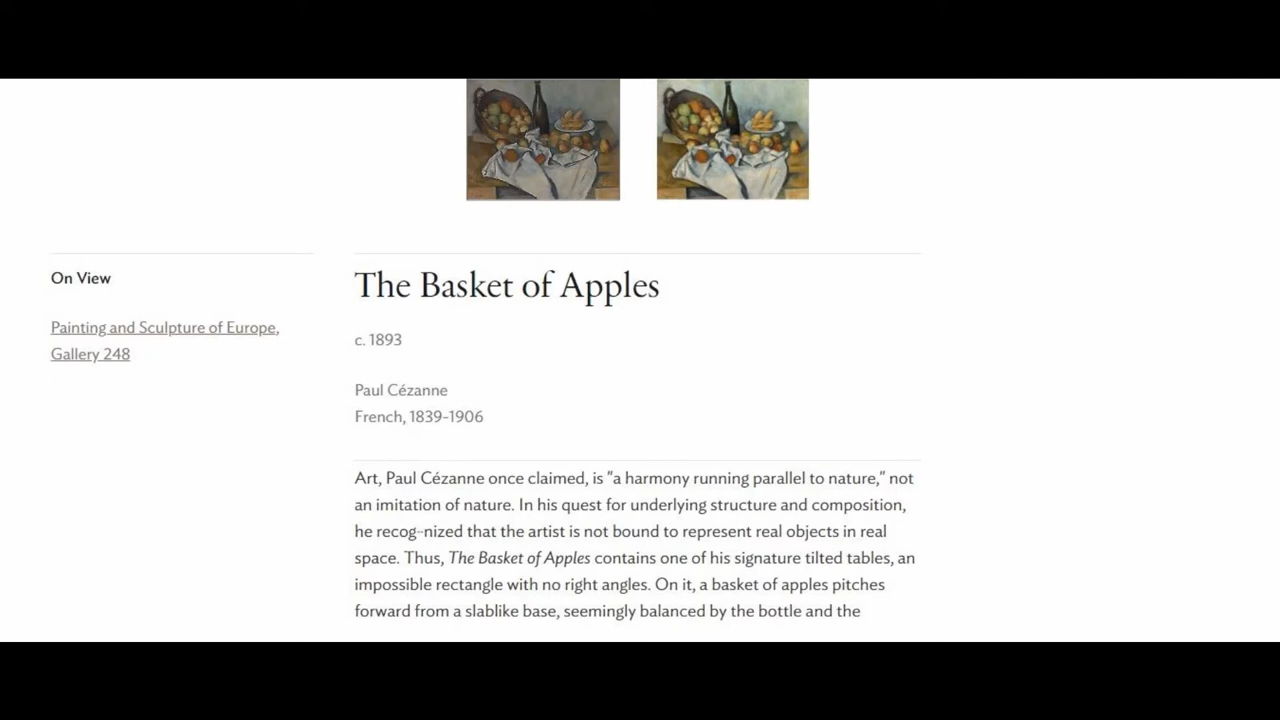 On View
Painting and Sculpture of Europe,
Gallery 248
The Basket of Apples
c. 1893
Paul Cézanne
French, 1839-1906
Art, Paul Cézanne once claimed, is "a harmony running parallel to nature," not
an imitation of nature. In his quest for underlying structure and composition,
he recog--nized that the artist is not bound to represent real objects in real
space. Thus, The Basket of Apples contains one of his signature tilted tables, an
impossible rectangle with no right angles. On it, a basket of apples pitches
forward from a slablike base, seemingly balanced by the bottle and the